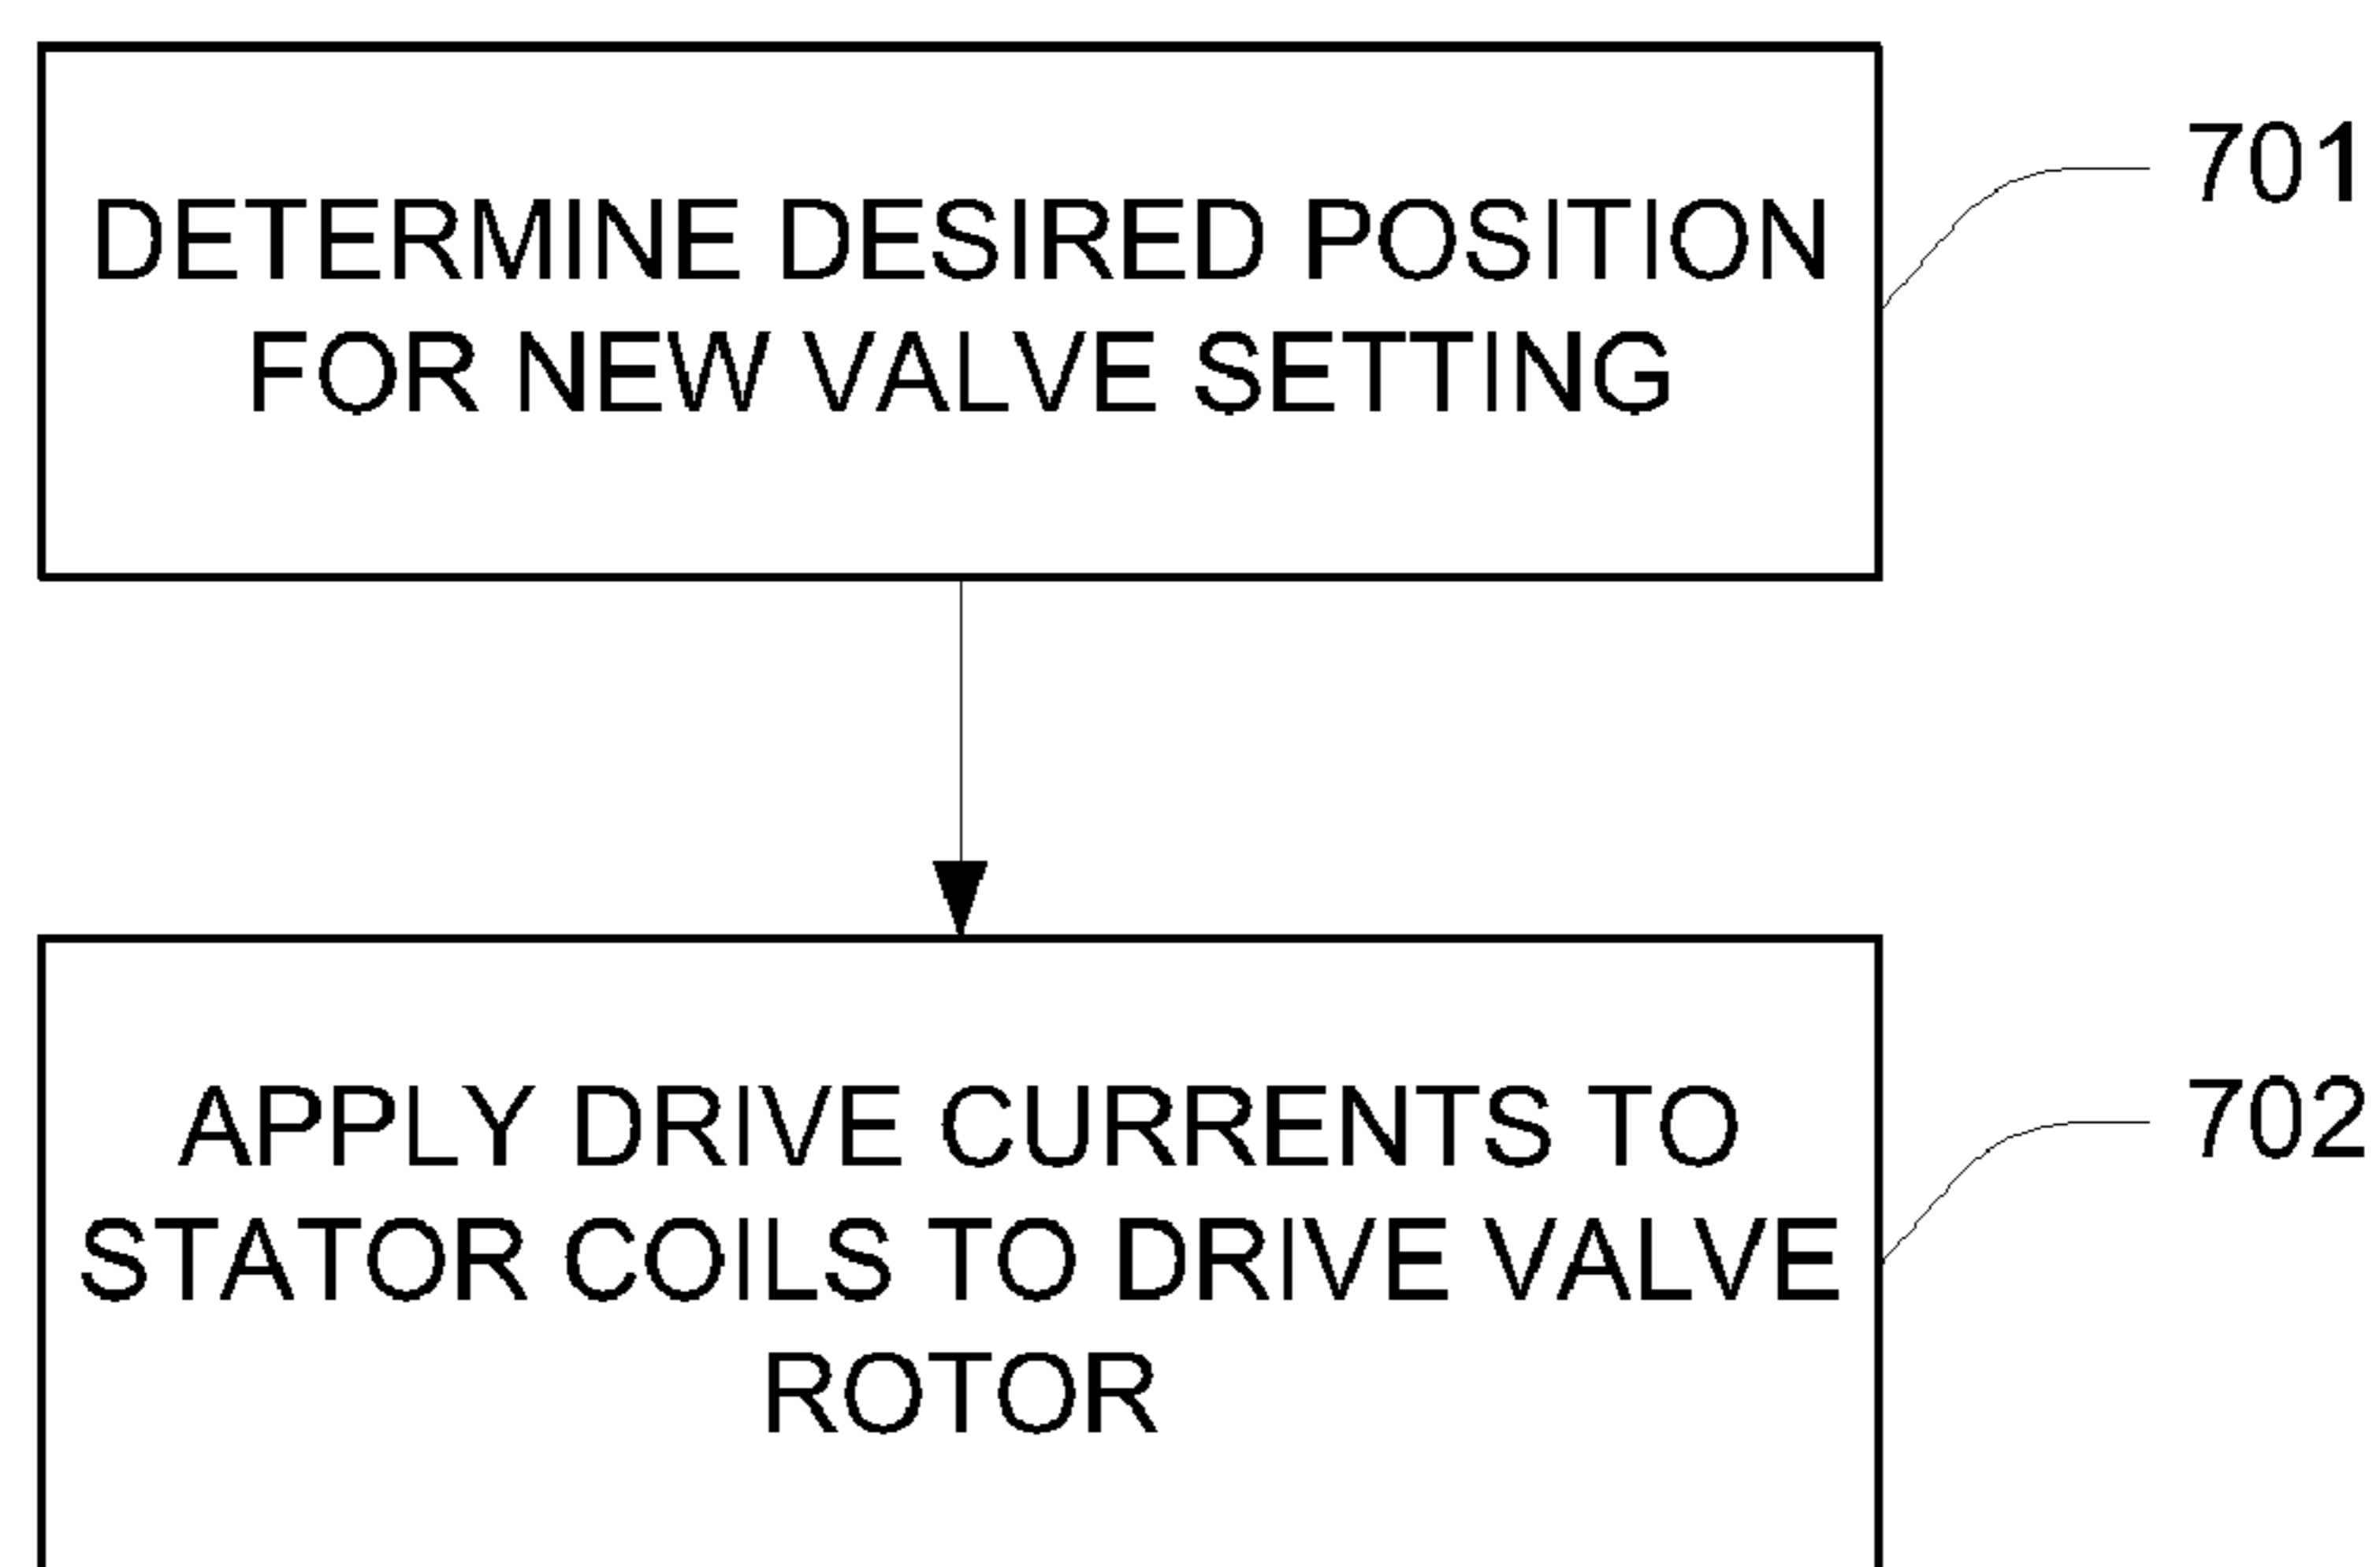 DETERMINE DESIRED POSITION
FOR NEW VALVE SETTING
701
APPLY DRIVE CURRENTS TO
STATOR COILS TO DRIVE VALVE
ROTOR
702